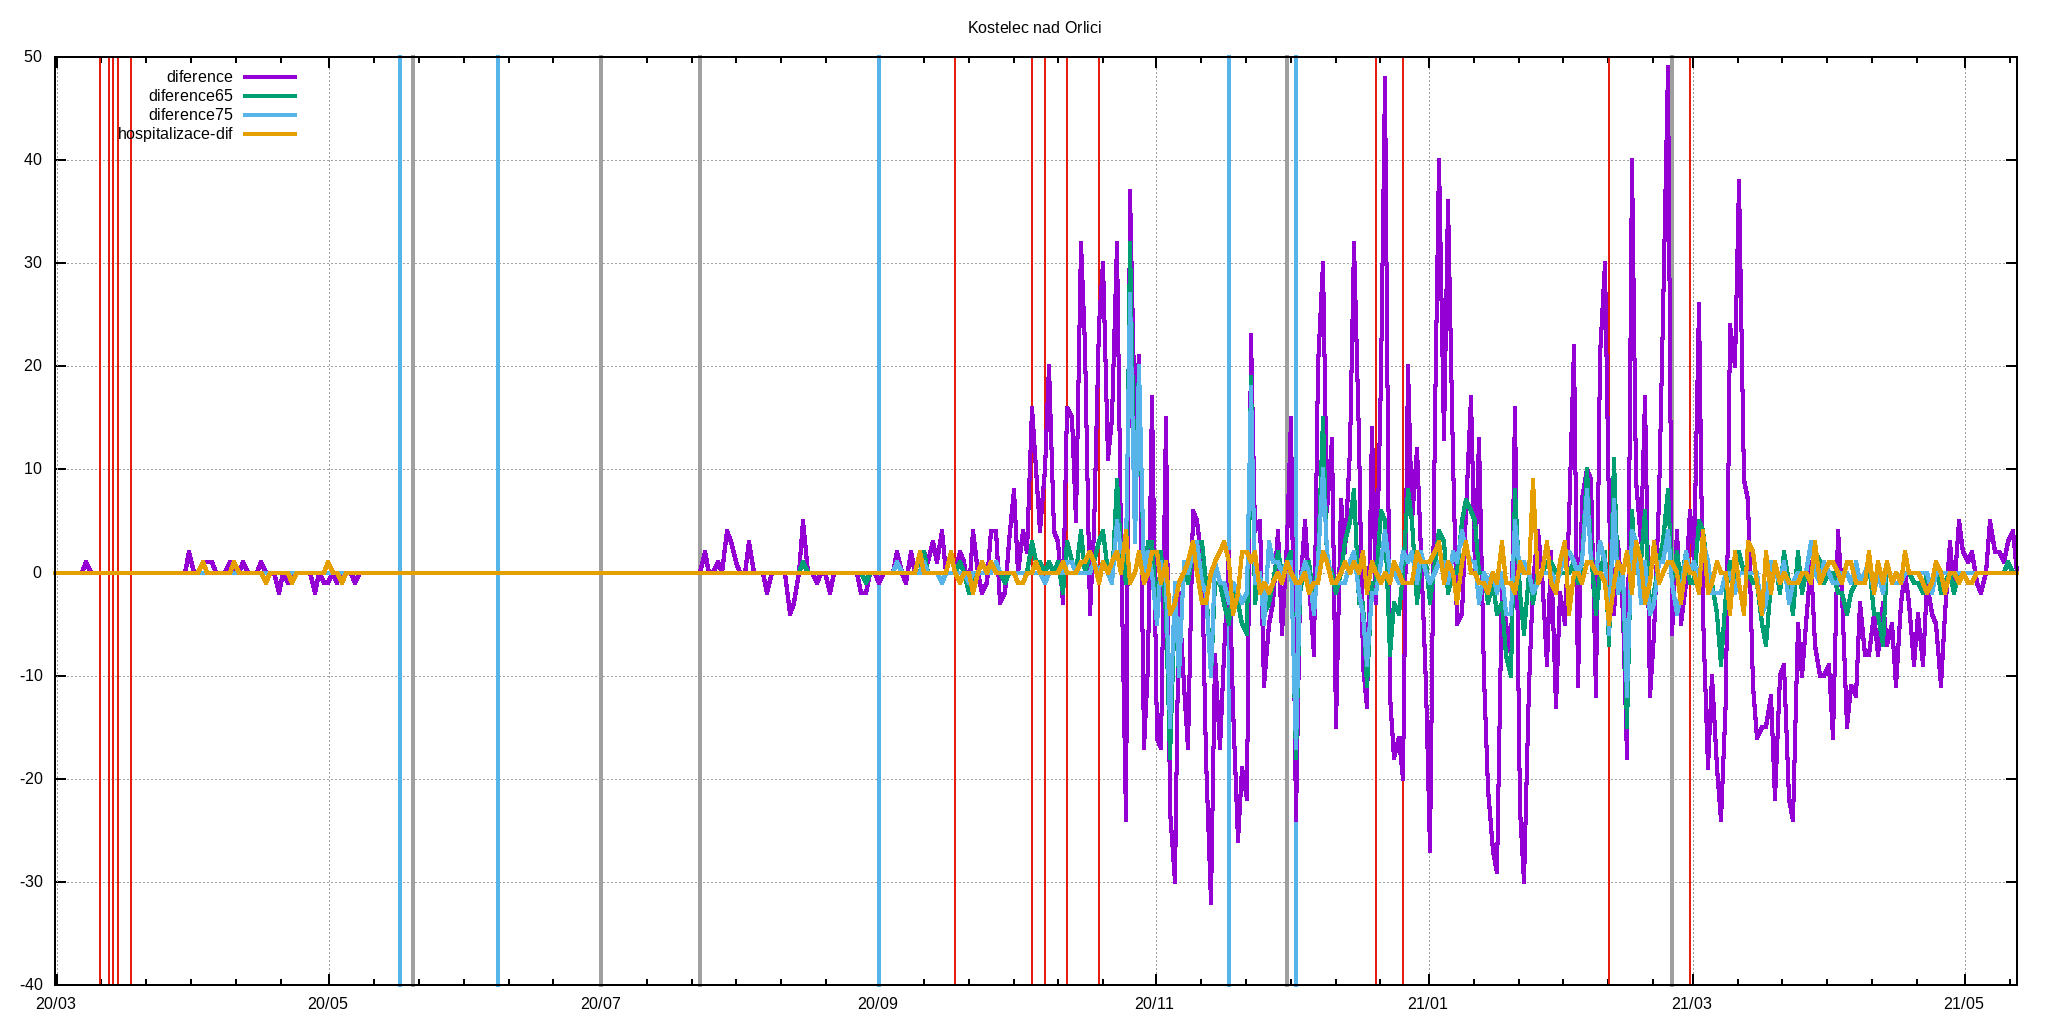 Kostelec nad Orlici
50
40
30
20
10
0
-10
-20
-30
-40
diference
diference65
diference75
hospitalizace-dif
20/03 20/05 20/07 20/09 20/11 21/01 21/03 21/05